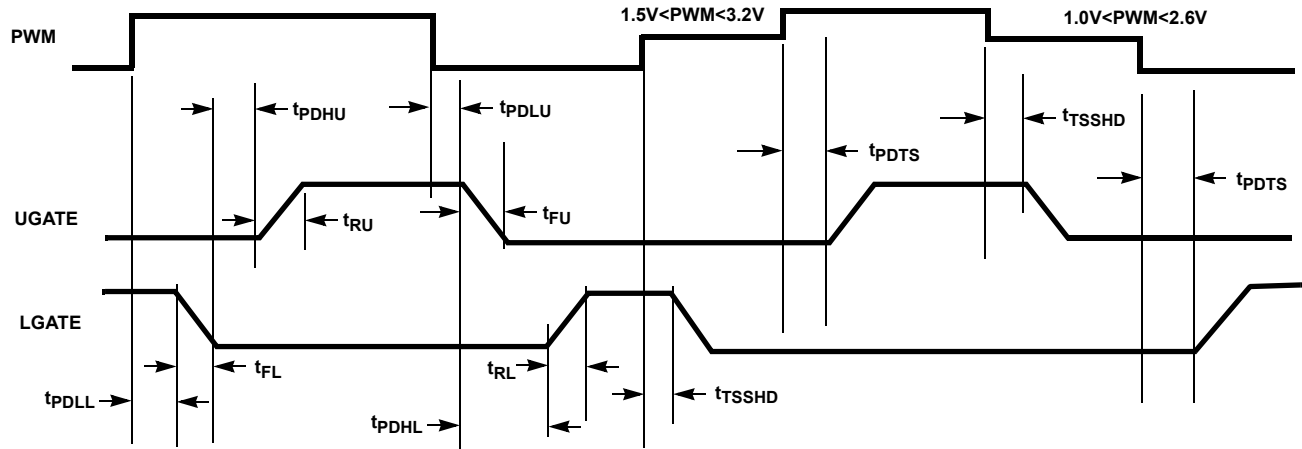 1.5V<PWM<3.2V
1.0V<PWM<2.6V
PWM
tPDHU
tPDLU
tTSSHD
tPDTS
tPDTS
UGATE
tRU
tFU
LGATE
tFL
tRL
tPDLL
tTSSHD
tPDHL